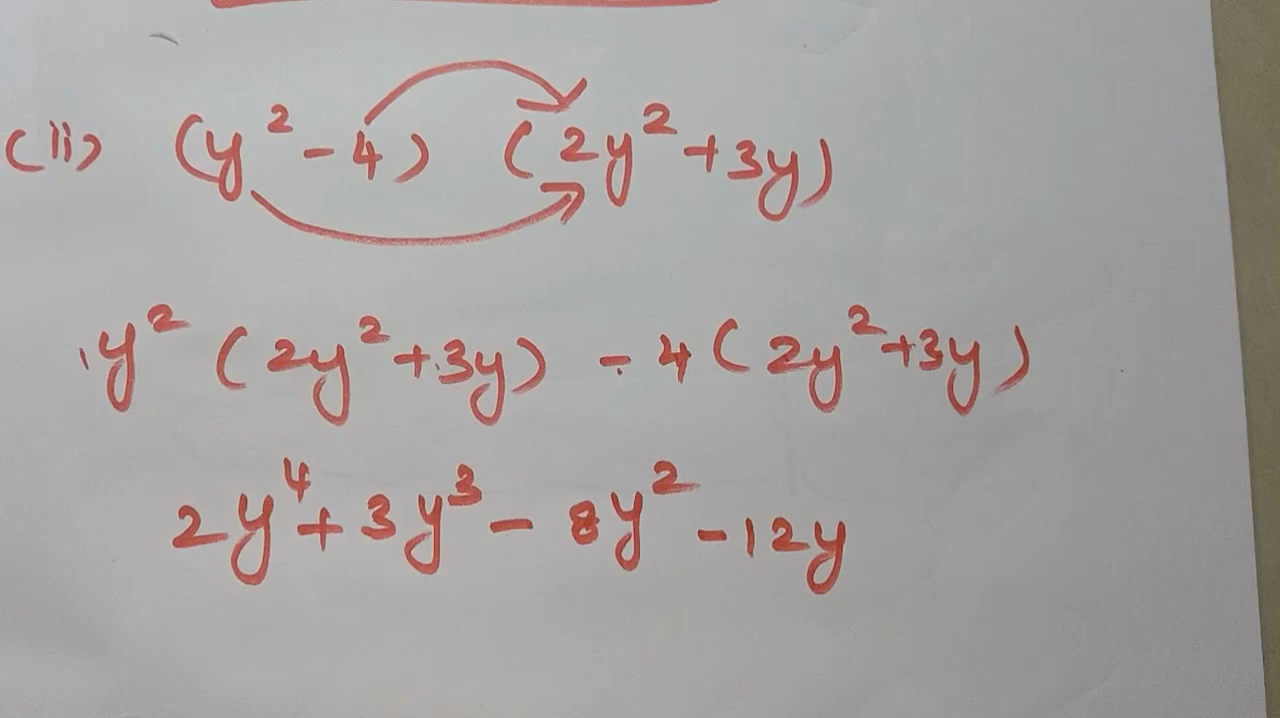 (ii) (y² - 4) (2y² + 3y)
y² (2y² + 3y) - 4 (2y² + 3y)
2y⁴ + 3y³ - 8y² - 12y